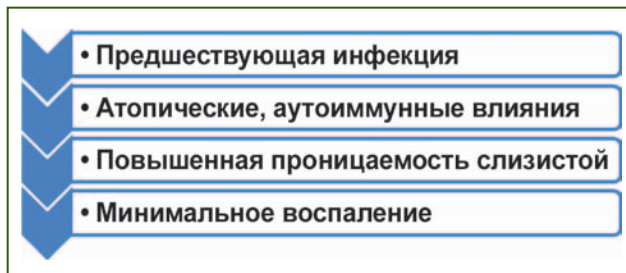 • Предшествующая инфекция
• Атопические, аутоиммунные влияния
• Повышенная проницаемость слизистой
• Минимальное воспаление